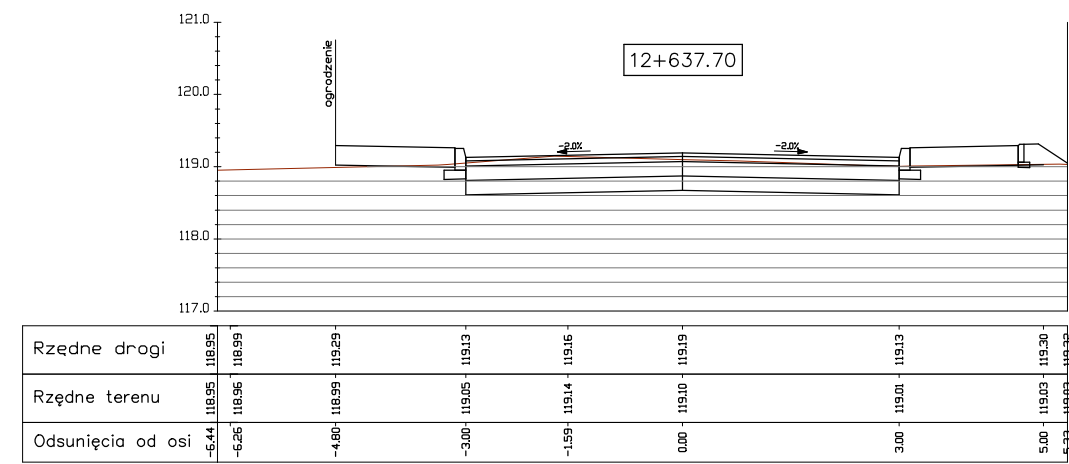 121.0
120.0
119.0
118.0
117.0
ogrodzenie
12+637.70
-2.0%
-2.0%
Rzędne drogi 118.95 118.99 119.29 119.13 119.16 119.19 119.13 119.30
Rzędne terenu 118.95 118.96 118.99 119.05 119.14 119.10 119.01 119.03
Odsunięcia od osi -6.44 -6.26 -4.80 -3.00 -1.59 0.00 3.00 5.00